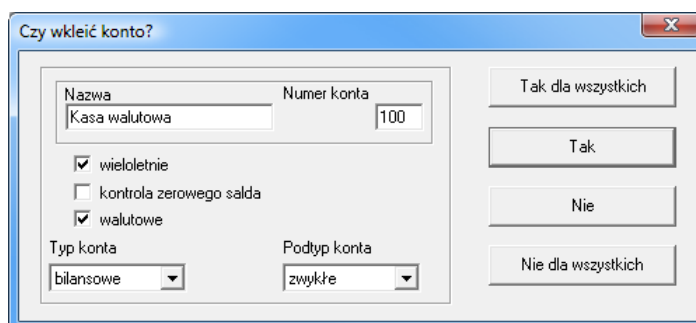 Czy wkleić konto?
Nazwa
Numer konta
Kasa walutowa
100
wieloletnie
kontrola zerowego salda
walutowe
Typ konta
Podtyp konta
bilansowe
zwykłe
Tak dla wszystkich
Tak
Nie
Nie dla wszystkich